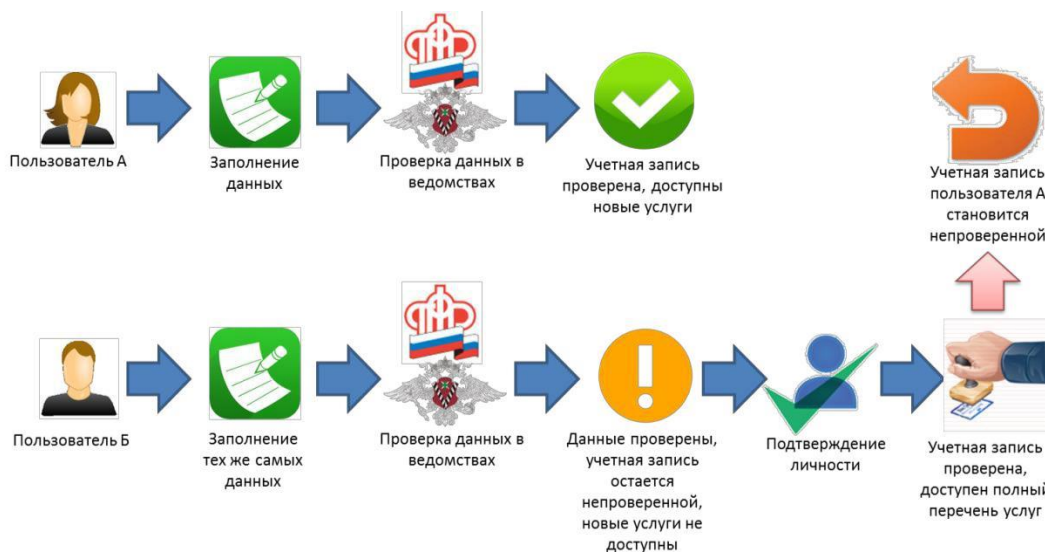 Пользователь А
Заполнение
данных
Проверка данных в
ведомствах
Учетная запись
проверена, доступны
новые услуги
Учетная запись
пользователя А
становится
непроверенной
Пользователь Б
Заполнение
тех же самых
данных
Проверка данных в
ведомствах
Данные проверены,
учетная запись
остается
непроверенной,
новые услуги не
доступны
Подтверждение
личности
Учетная запись
проверена,
доступен полный
перечень услуг